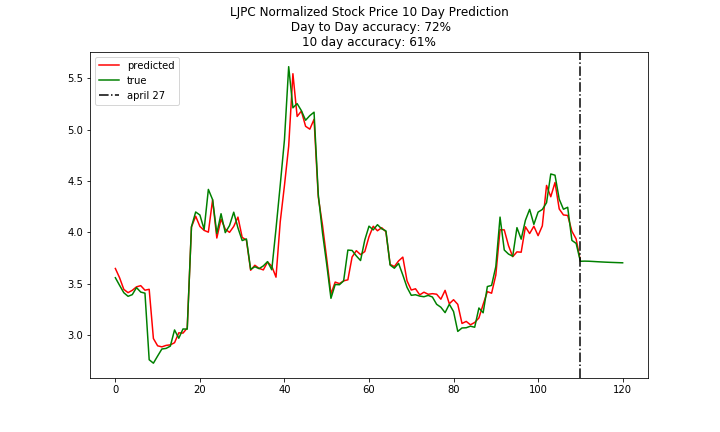 LJPC Normalized Stock Price 10 Day Prediction
Day to Day accuracy: 72%
10 day accuracy: 61%
predicted
true
april 27
5.5
5.0
4.5
4.0
3.5
3.0
0 20 40 60 80 100 120